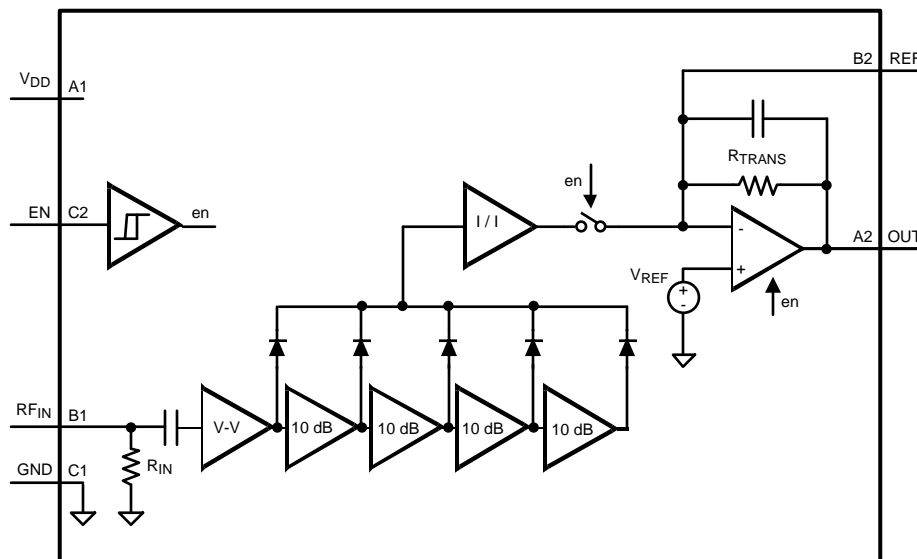 B2 REF
VDD A1
RTRANS
en
EN C2
en
I / I
-
A2 OUT
VREF
+
-
+
en
RFIN B1
V-V
10 dB
10 dB
10 dB
10 dB
RIN
GND C1